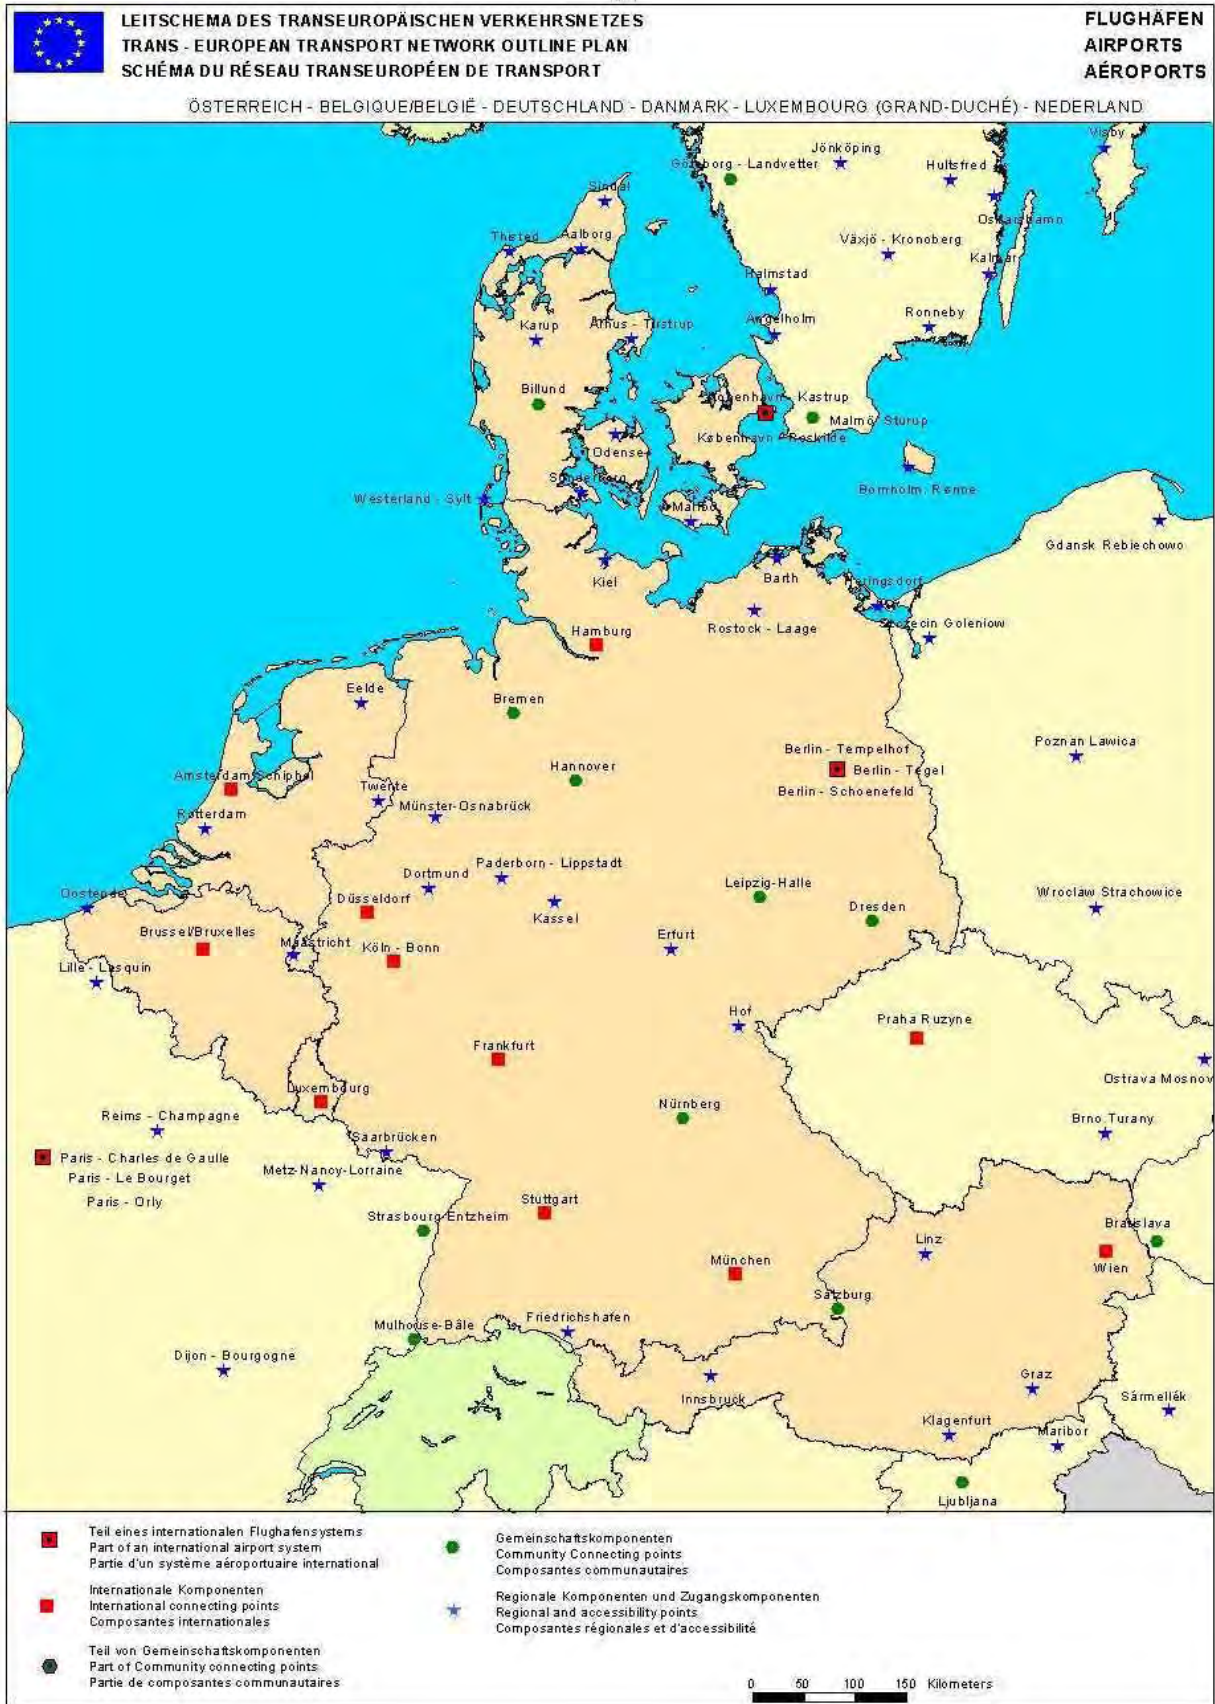 LEITSCHEMA DES TRANSEUROPÄISCHEN VERKEHRSNETZES
TRANS - EUROPEAN TRANSPORT NETWORK OUTLINE PLAN
SCHÉMA DU RÉSEAU TRANSEUROPÉEN DE TRANSPORT
FLUGHÄFEN
AIRPORTS
AÉROPORTS
ÖSTERREICH - BELGIQUE/BELGIË - DEUTSCHLAND - DANMARK - LUXEMBOURG (GRAND-DUCHÉ) - NEDERLAND
Visby
Jönköping
Göteborg - Landvetter
Hultsfred
Sindal
Oskarshamn
Thisted
Aalborg
Växjö - Kronoberg
Kalmar
Halmstad
Karup
Århus - Tirstrup
Ängelholm
Ronneby
Billund
København - Kastrup
Malmö Sturup
København - Roskilde
Odense
Sønderborg
Bornholm Rønne
Westerland - Sylt
Maribo
Gdansk Rebiechowo
Kiel
Barth
Heringsdorf
Rostock - Laage
Szczecin Goleniow
Hamburg
Eelde
Bremen
Poznan Lawica
Berlin - Tempelhof
Berlin - Tegel
Berlin - Schoenefeld
Hannover
Amsterdam Schiphol
Twente
Münster-Osnabrück
Rotterdam
Paderborn - Lippstadt
Dortmund
Leipzig-Halle
Wroclaw Strachowice
Oostende
Düsseldorf
Kassel
Dresden
Brussel/Bruxelles
Maastricht
Köln - Bonn
Erfurt
Lille - Lesquin
Hof
Praha Ruzyne
Frankfurt
Ostrava Mosnov
Luxembourg
Nürnberg
Reims - Champagne
Brno Turany
Saarbrücken
Paris - Charles de Gaulle
Paris - Le Bourget
Paris - Orly
Metz-Nancy-Lorraine
Stuttgart
Strasbourg Entzheim
Bratislava
Linz
München
Wien
Salzburg
Friedrichshafen
Mulhouse-Bâle
Dijon - Bourgogne
Graz
Innsbruck
Sármellék
Klagenfurt
Maribor
Ljubljana
Teil eines internationalen Flughafensystems
Part of an international airport system
Partie d'un système aéroportuaire international
Internationale Komponenten
International connecting points
Composantes internationales
Teil von Gemeinschaftskomponenten
Part of Community connecting points
Partie de composantes communautaires
Gemeinschaftskomponenten
Community Connecting points
Composantes communautaires
Regionale Komponenten und Zugangskomponenten
Regional and accessibility points
Composantes régionales et d'accessibilité
0 50 100 150 Kilometers